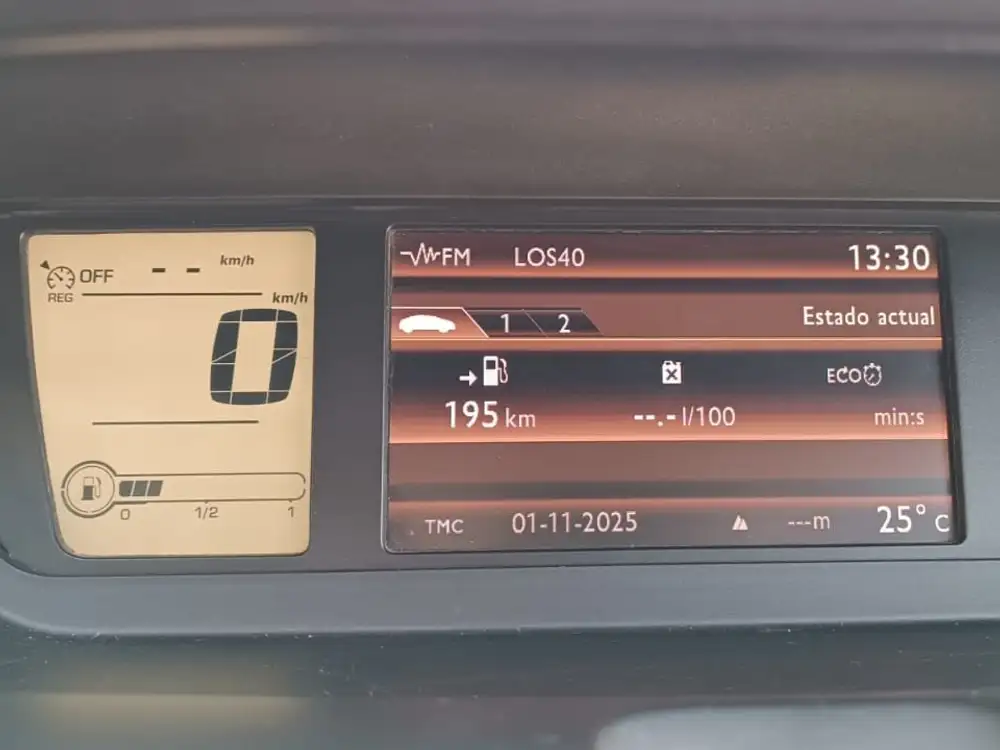 OFF -- km/h
REG
km/h
0
0 1/2 1
FM LOS40 13:30
1 2 Estado actual
ECO
195 km --.- l/100 min:s
TMC 01-11-2025 ---m 25° C